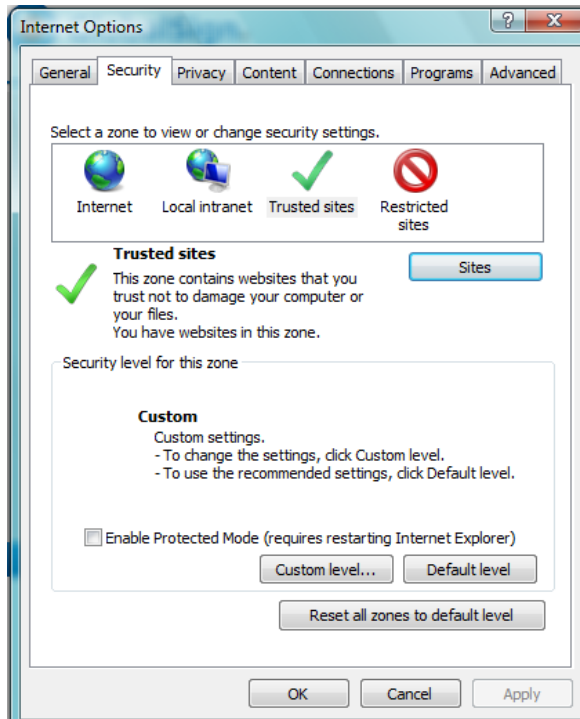 Internet Options
?
X
General Security Privacy Content Connections Programs Advanced
Select a zone to view or change security settings.
Internet Local intranet Trusted sites Restricted
sites
Trusted sites
Sites
This zone contains websites that you
trust not to damage your computer or
your files.
You have websites in this zone.
Security level for this zone
Custom
Custom settings.
- To change the settings, click Custom level.
- To use the recommended settings, click Default level.
Enable Protected Mode (requires restarting Internet Explorer)
Custom level... Default level
Reset all zones to default level
OK Cancel Apply